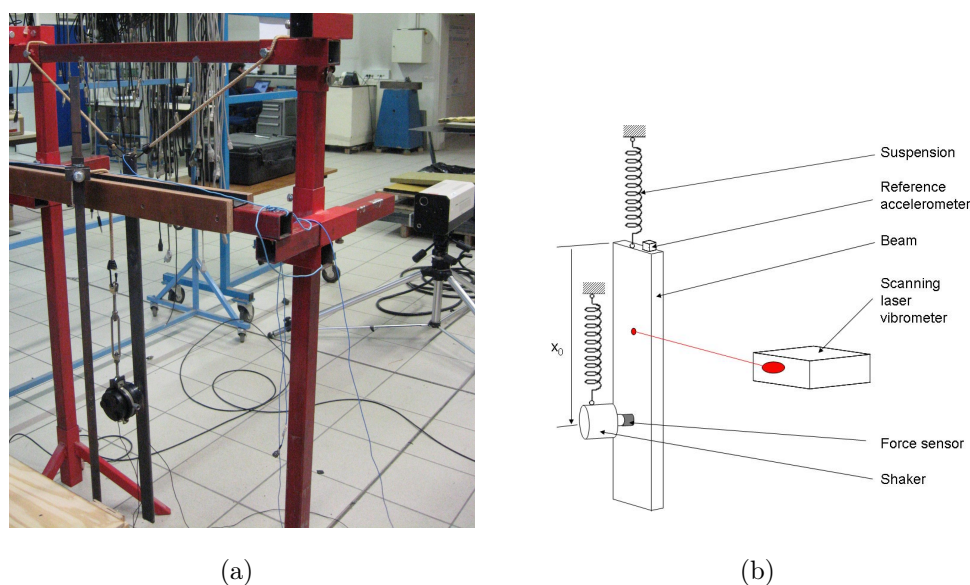 Suspension
Reference
accelerometer
Beam
Scanning
laser
vibrometer
x₀
Force sensor
Shaker
(a)
(b)